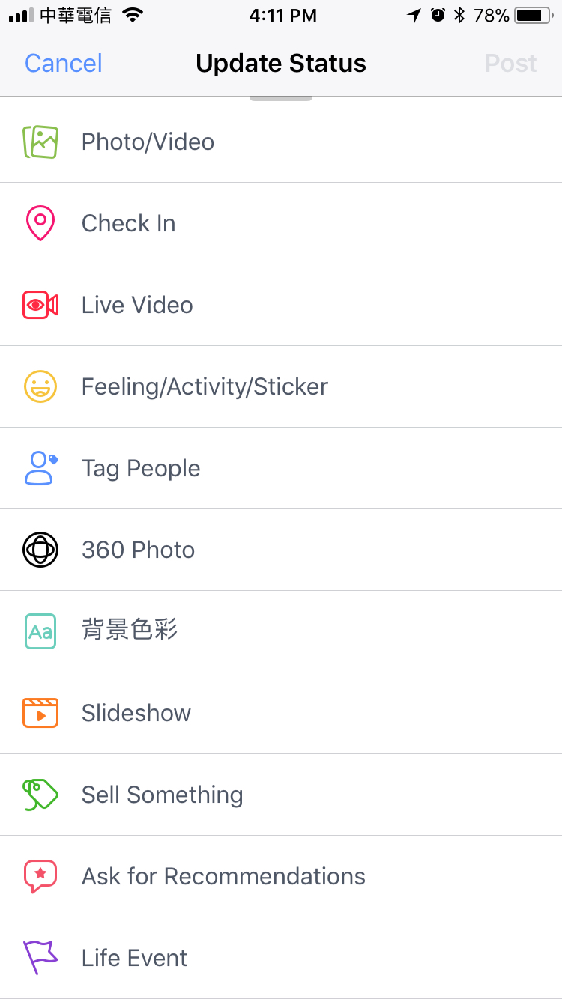 中華電信 4:11 PM 78%
Cancel Update Status Post
Photo/Video
Check In
Live Video
Feeling/Activity/Sticker
Tag People
360 Photo
Aa 背景色彩
Slideshow
Sell Something
Ask for Recommendations
Life Event